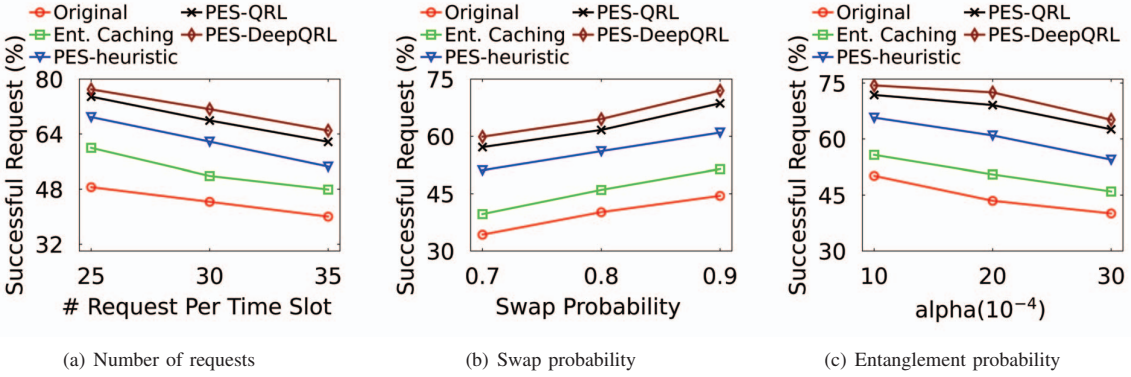 Original
PES-QRL
Ent. Caching
PES-DeepQRL
PES-heuristic
Successful Request (%)
80
64
48
32
25 30 35
# Request Per Time Slot
(a) Number of requests
Original
PES-QRL
Ent. Caching
PES-DeepQRL
PES-heuristic
Successful Request (%)
75
60
45
30
0.7 0.8 0.9
Swap Probability
(b) Swap probability
Original
PES-QRL
Ent. Caching
PES-DeepQRL
PES-heuristic
Successful Request (%)
75
60
45
30
10 20 30
alpha(10⁻⁴)
(c) Entanglement probability